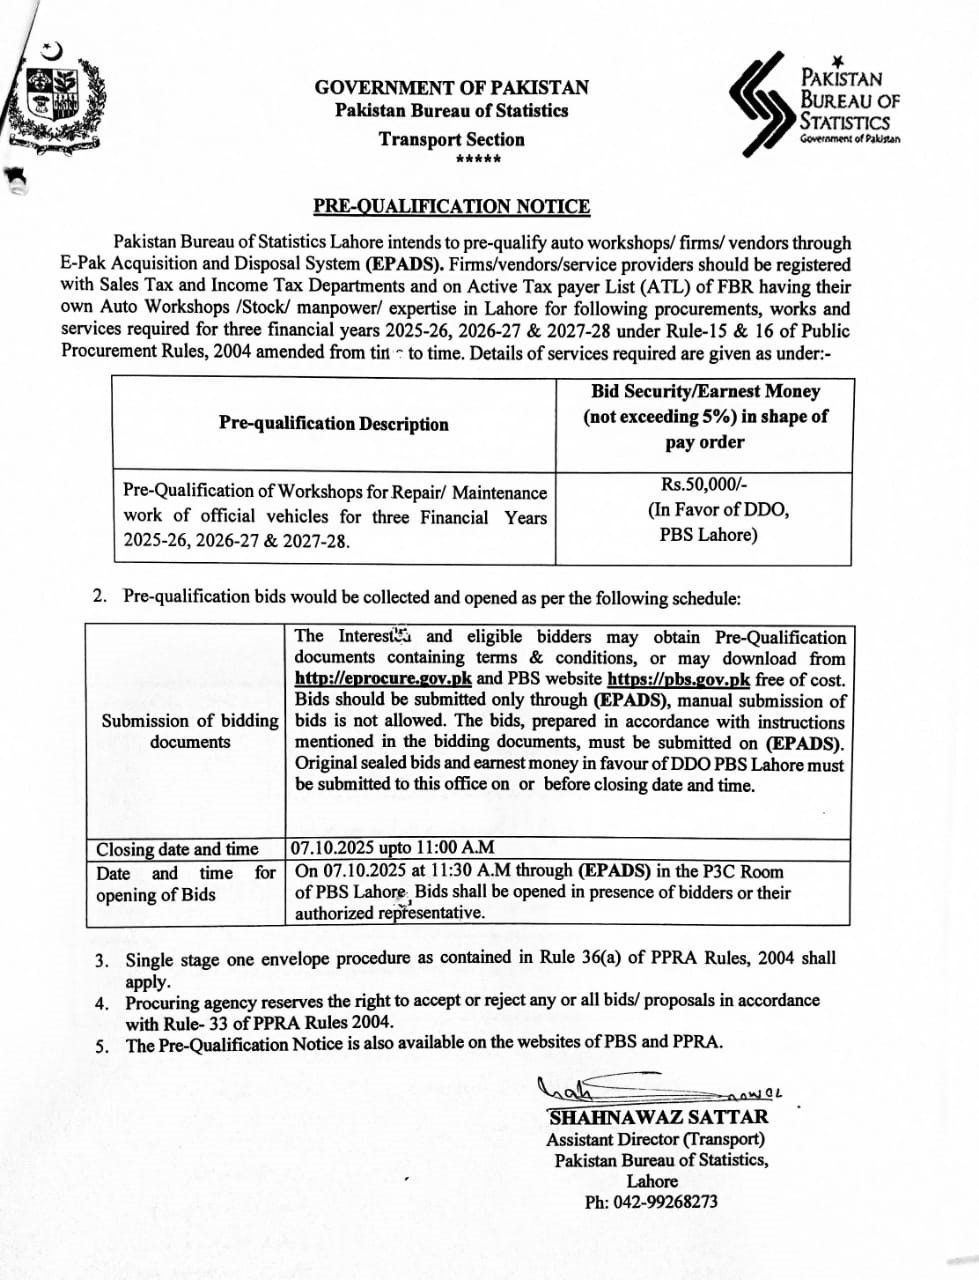 GOVERNMENT OF PAKISTAN
Pakistan Bureau of Statistics
Transport Section
*****
PAKISTAN
BUREAU OF
STATISTICS
Government of Pakistan
PRE-QUALIFICATION NOTICE
Pakistan Bureau of Statistics Lahore intends to pre-qualify auto workshops/ firms/ vendors through
E-Pak Acquisition and Disposal System (EPADS). Firms/vendors/service providers should be registered
with Sales Tax and Income Tax Departments and on Active Tax payer List (ATL) of FBR having their
own Auto Workshops /Stock/ manpower/ expertise in Lahore for following procurements, works and
services required for three financial years 2025-26, 2026-27 & 2027-28 under Rule-15 & 16 of Public
Procurement Rules, 2004 amended from to time. Details of services required are given as under:-
Pre-qualification Description
Bid Security/Earnest Money
(not exceeding 5%) in shape of
pay order
Pre-Qualification of Workshops for Repair/ Maintenance
work of official vehicles for three Financial Years
2025-26, 2026-27 & 2027-28.
Rs.50,000/-
(In Favor of DDO,
PBS Lahore)
2. Pre-qualification bids would be collected and opened as per the following schedule:
Submission of bidding
documents
The and eligible bidders may obtain Pre-Qualification
documents containing terms & conditions, or may download from
http://eprocure.gov.pk and PBS website https://pbs.gov.pk free of cost.
Bids should be submitted only through (EPADS), manual submission of
bids is not allowed. The bids, prepared in accordance with instructions
mentioned in the bidding documents, must be submitted on (EPADS).
Original sealed bids and earnest money in favour of DDO PBS Lahore must
be submitted to this office on or before closing date and time.
Closing date and time
07.10.2025 upto 11:00 A.M
Date and time for
opening of Bids
On 07.10.2025 at 11:30 A.M through (EPADS) in the P3C Room
of PBS Lahore. Bids shall be opened in presence of bidders or their
authorized representative.
3. Single stage one envelope procedure as contained in Rule 36(a) of PPRA Rules, 2004 shall
apply.
4. Procuring agency reserves the right to accept or reject any or all bids/ proposals in accordance
with Rule- 33 of PPRA Rules 2004.
5. The Pre-Qualification Notice is also available on the websites of PBS and PPRA.
SHAHNAWAZ SATTAR
Assistant Director (Transport)
Pakistan Bureau of Statistics,
Lahore
Ph: 042-99268273